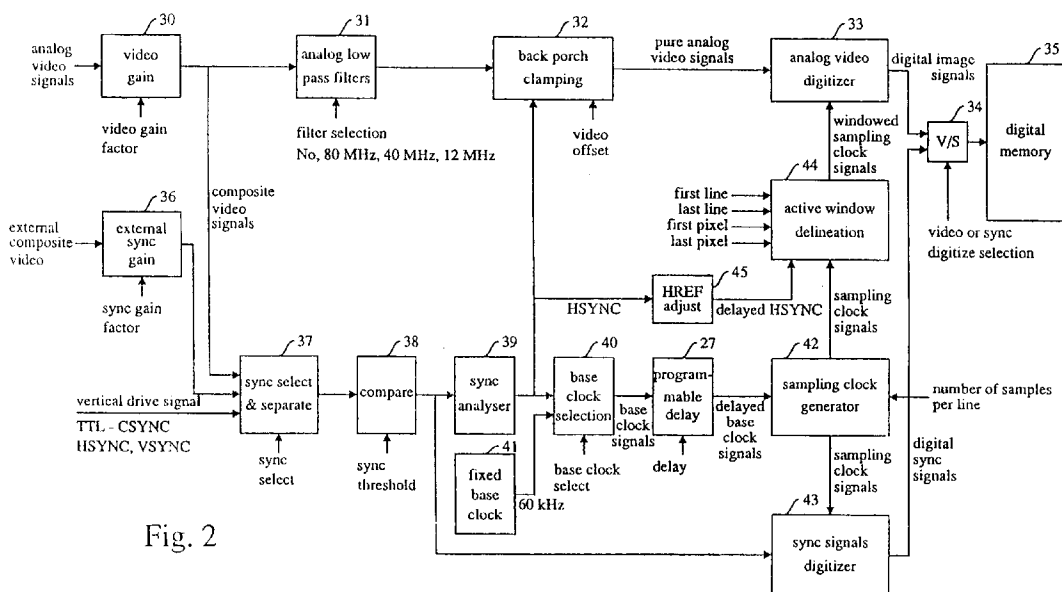 30
analog
video
signals
video
gain
video gain
factor
31
analog low
pass filters
filter selection
No, 80 MHz, 40 MHz, 12 MHz
32
back porch
clamping
video
offset
pure analog
video signals
33
analog video
digitizer
digital image
signals
34
V/S
video or sync
digitize selection
35
digital
memory
windowed
sampling
clock
signals
44
first line
last line
first pixel
last pixel
active window
delineation
composite
video
signals
36
external
composite
video
external
sync
gain
sync gain
factor
45
HREF
adjust
HSYNC
delayed HSYNC
sampling
clock
signals
37
sync select
& separate
vertical drive signal
TTL - CSYNC
HSYNC, VSYNC
sync
select
38
compare
sync
threshold
39
sync
analyser
40
base
clock
selection
base clock
select
41
fixed
base
clock
60 kHz
base
clock
signals
27
program-
mable
delay
delay
delayed
base
clock
signals
42
sampling clock
generator
number of samples
per line
sampling
clock
signals
digital
sync
signals
43
sync signals
digitizer
Fig. 2